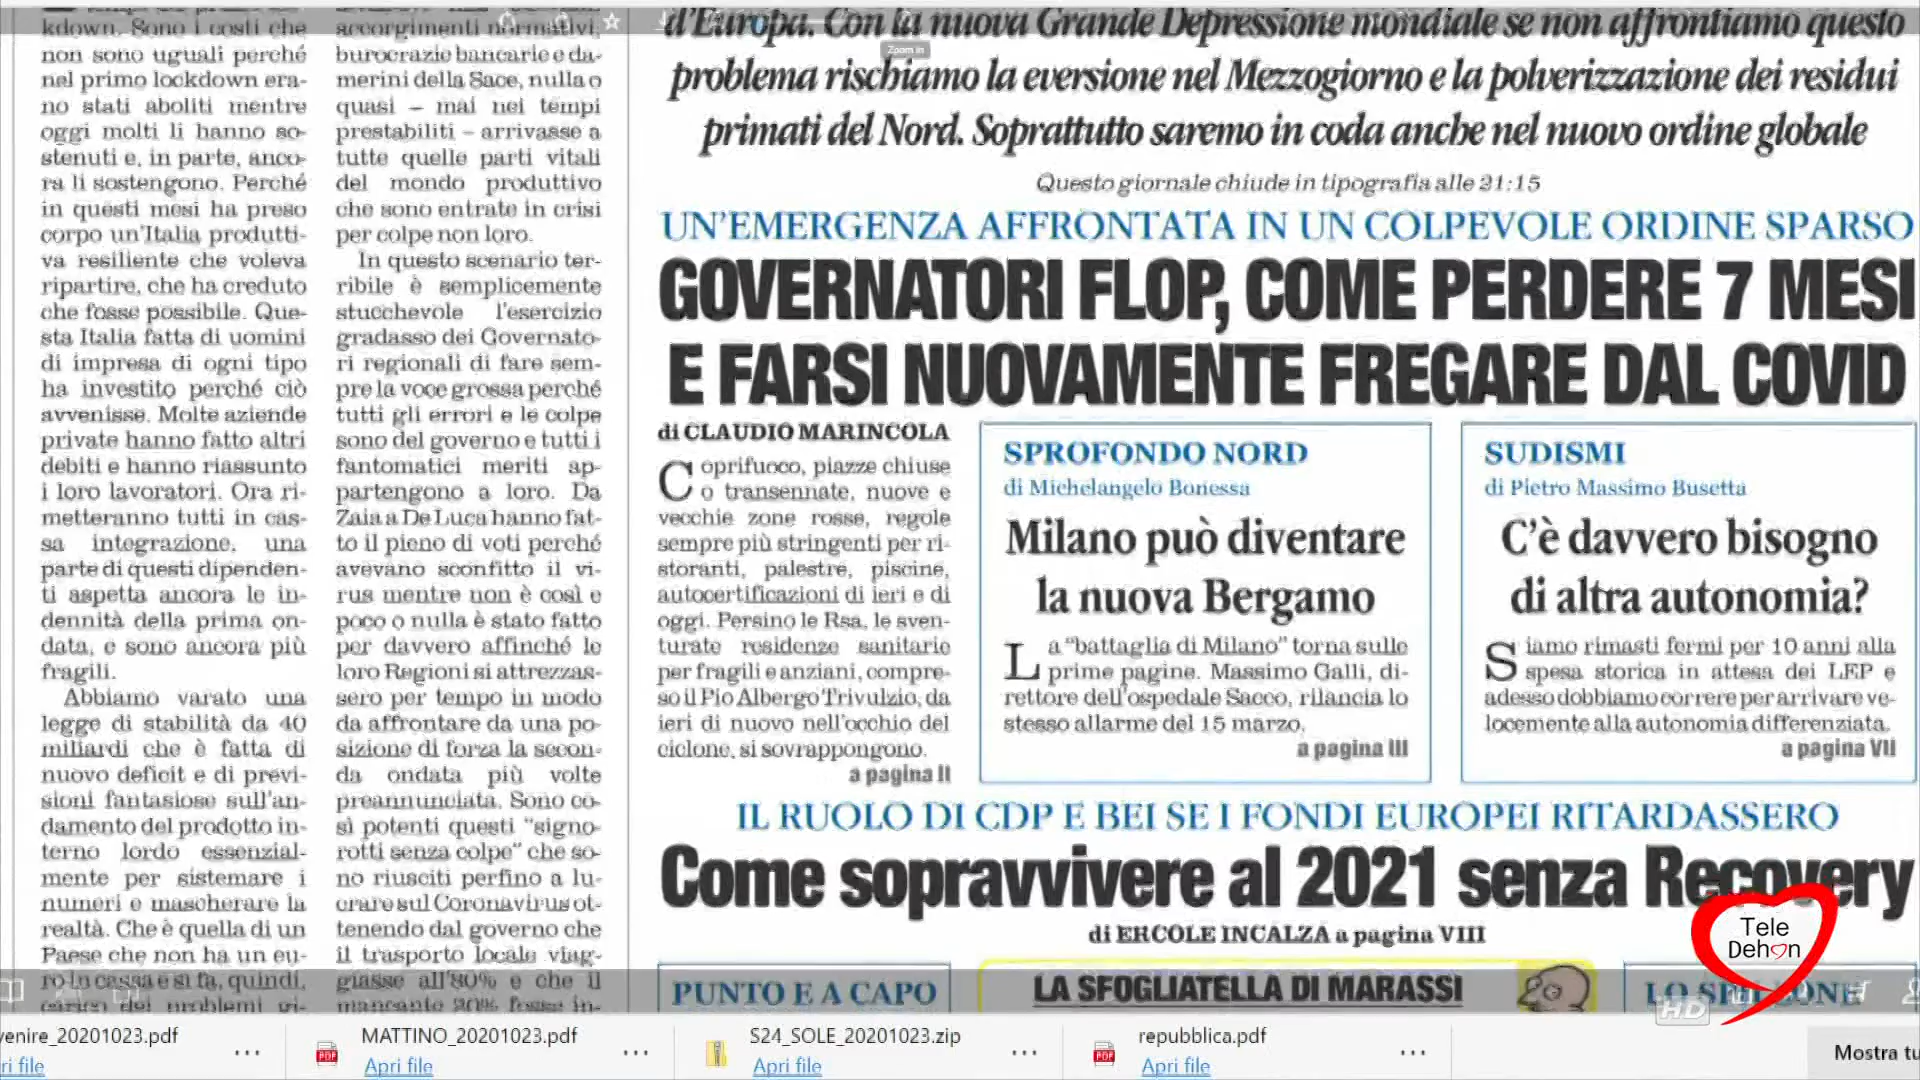 kdown. Sono i costi che
non sono uguali perché
nel primo lockdown era-
no stati aboliti mentre
oggi molti li hanno so-
stenuti e, in parte, anco-
ra li sostengono. Perché
in questi mesi ha preso
corpo un'Italia produtti-
va resiliente che voleva
ripartire, che ha creduto
che fosse possibile. Que-
sta Italia fatta di uomini
di impresa di ogni tipo
ha investito perché ciò
avvenisse. Molte aziende
private hanno fatto altri
debiti e hanno riassunto
i loro lavoratori. Ora ri-
metteranno tutti in cas-
sa integrazione, una
parte di questi dipenden-
ti aspetta ancora le in-
dennità della prima on-
data, e sono ancora più
fragili.
Abbiamo varato una
legge di stabilità da 40
miliardi che è fatta di
nuovo deficit e di previ-
sioni fantasiose sull'an-
damento del prodotto in-
terno lordo essenzial-
mente per sistemare i
numeri e mascherare la
realtà. Che è quella di un
Paese che non ha un eu-
ro in cassa e si fa, quindi,
carico dei problemi gi-
accorgimenti normativi,
burocrazie bancarie e da-
merini della Sace, nulla o
quasi – mai nei tempi
prestabiliti – arrivasse a
tutte quelle parti vitali
del mondo produttivo
che sono entrate in crisi
per colpe non loro.
In questo scenario ter-
ribile è semplicemente
stucchevole l'esercizio
gradasso dei Governato-
ri regionali di fare sem-
pre la voce grossa perché
tutti gli errori e le colpe
sono del governo e tutti i
fantomatici meriti ap-
partengono a loro. Da
Zaia a De Luca hanno fat-
to il pieno di voti perché
avevano sconfitto il vi-
rus mentre non è così e
poco o nulla è stato fatto
per davvero affinché le
loro Regioni si attrezzas-
sero per tempo in modo
da affrontare da una po-
sizione di forza la secon-
da ondata più volte
preannunciata. Sono co-
sì potenti questi "signo-
rotti senza colpe" che so-
no riusciti perfino a lu-
crare sul Coronavirus ot-
tenendo dal governo che
il trasporto locale viag-
giasse all'80% e che il
mancante 20% fosse in-
d'Europa. Con la nuova Grande Depressione mondiale se non affrontiamo questo
Zoom in
problema rischiamo la eversione nel Mezzogiorno e la polverizzazione dei residui
primati del Nord. Soprattutto saremo in coda anche nel nuovo ordine globale
Questo giornale chiude in tipografia alle 21:15
UN'EMERGENZA AFFRONTATA IN UN COLPEVOLE ORDINE SPARSO
GOVERNATORI FLOP, COME PERDERE 7 MESI
E FARSI NUOVAMENTE FREGARE DAL COVID
di CLAUDIO MARINCOLA
Coprifuoco, piazze chiuse
o transennate, nuove e
vecchie zone rosse, regole
sempre più stringenti per ri-
storanti, palestre, piscine,
autocertificazioni di ieri e di
oggi. Persino le Rsa, le sven-
turate residenze sanitarie
per fragili e anziani, compre-
so il Pio Albergo Trivulzio, da
ieri di nuovo nell'occhio del
ciclone, si sovrappongono.
a pagina II
SPROFONDO NORD
di Michelangelo Bonessa
Milano può diventare
la nuova Bergamo
La "battaglia di Milano" torna sulle
prime pagine. Massimo Galli, di-
rettore dell'ospedale Sacco, rilancia lo
stesso allarme del 15 marzo.
a pagina III
SUDISMI
di Pietro Massimo Busetta
C'è davvero bisogno
di altra autonomia?
Siamo rimasti fermi per 10 anni alla
spesa storica in attesa dei LEP e
adesso dobbiamo correre per arrivare ve-
locemente alla autonomia differenziata.
a pagina VII
IL RUOLO DI CDP E BEI SE I FONDI EUROPEI RITARDASSERO
Come sopravvivere al 2021 senza Recovery
di ERCOLE INCALZA a pagina VIII
PUNTO E A CAPO
LA SFOGLIATELLA DI MARASSI
LO SPILLONE
Tele
Dehon
HD
venire_20201023.pdf
ri file
MATTINO_20201023.pdf
Apri file
S24_SOLE_20201023.zip
Apri file
repubblica.pdf
Apri file
Mostra tu